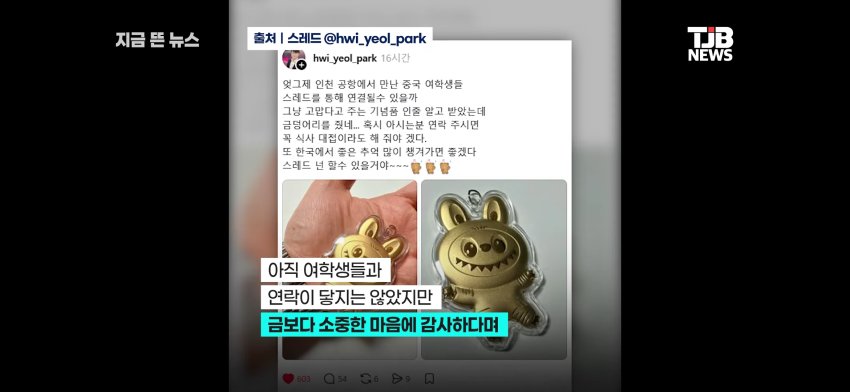 지금 뜬 뉴스
출처ㅣ스레드 @hwi_yeol_park
TJB
NEWS
hwi_yeol_park 16시간
엊그제 인천 공항에서 만난 중국 여학생들
스레드를 통해 연결될수 있을까
그냥 고맙다고 주는 기념품 인줄 알고 받았는데
금덩어리를 줬네... 혹시 아시는분 연락 주시면
꼭 식사 대접이라도 해 줘야 겠다.
또 한국에서 좋은 추억 많이 챙겨가면 좋겠다
스레드 넌 할수 있을거야~~~
아직 여학생들과
연락이 닿지는 않았지만
금보다 소중한 마음에 감사하다며
603 54 6 9